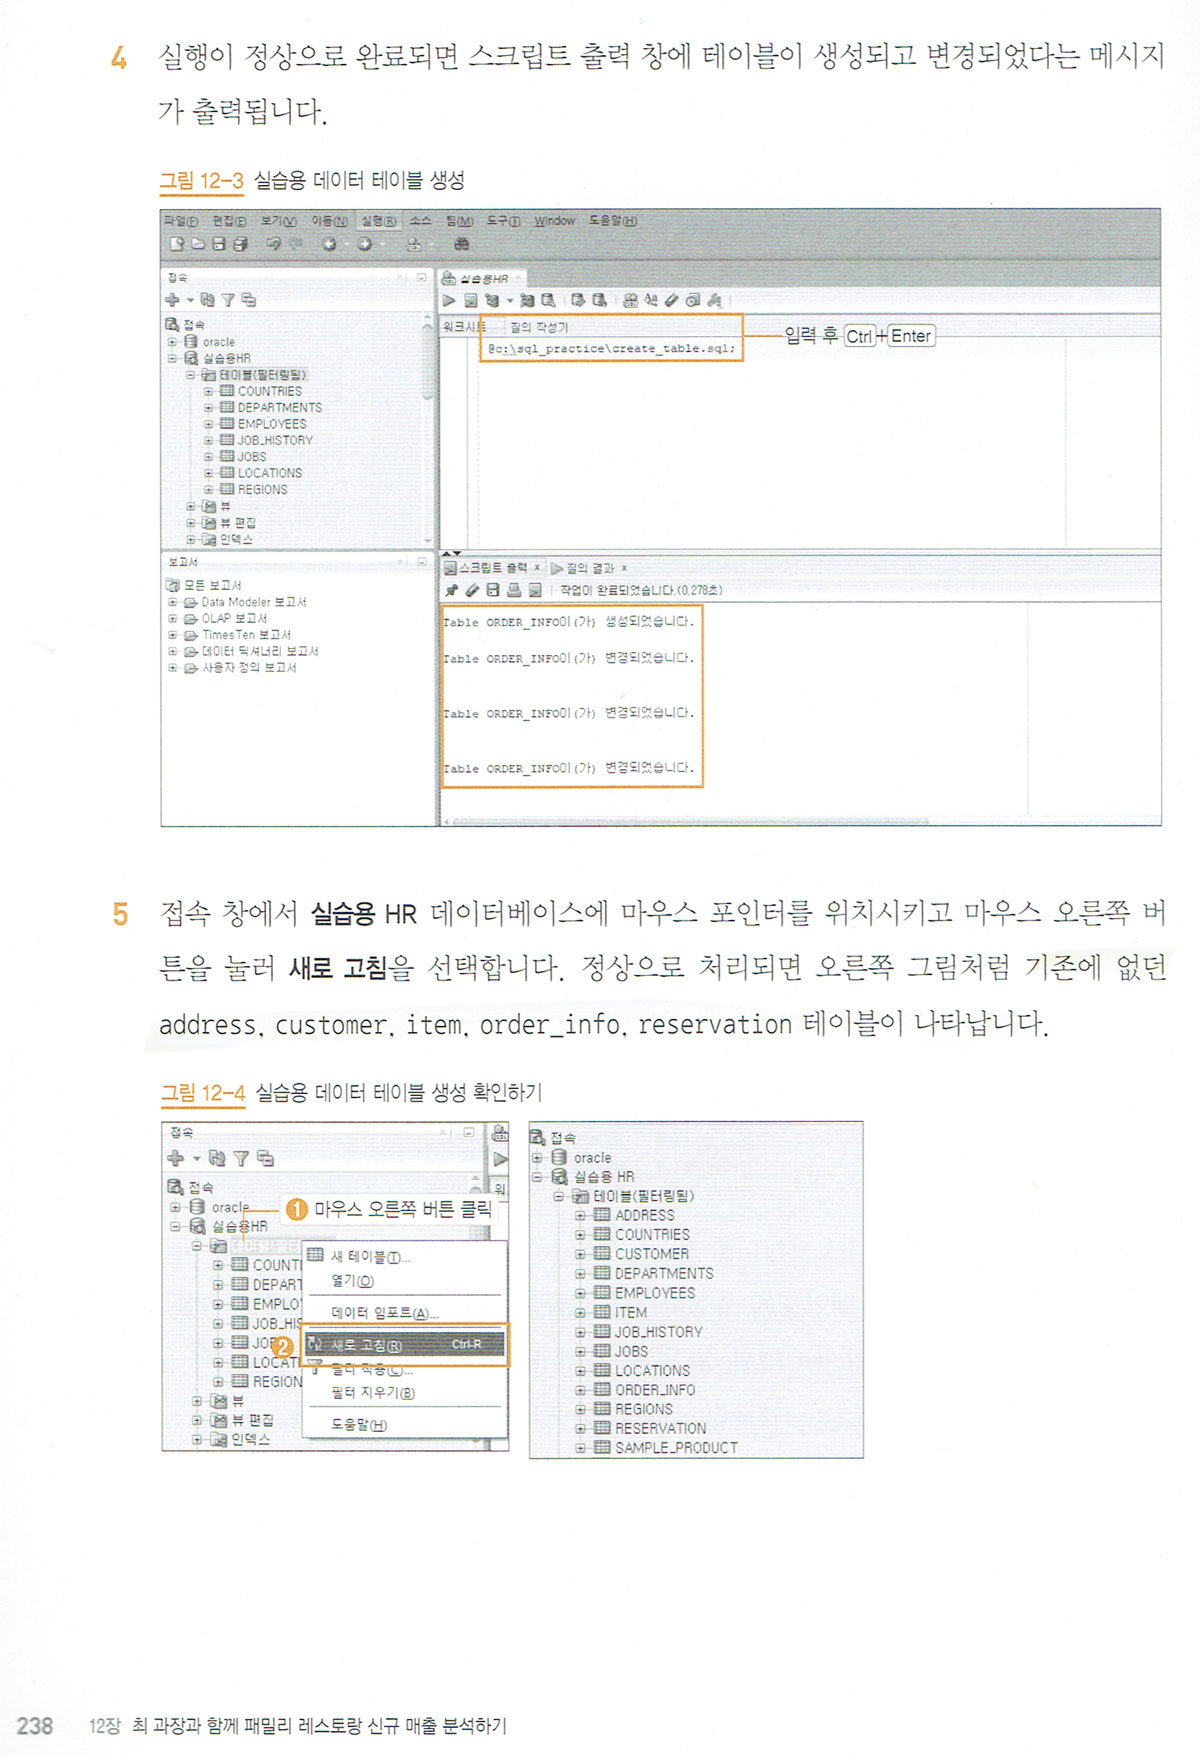 4 실행이 정상으로 완료되면 스크립트 출력 창에 테이블이 생성되고 변경되었다는 메시지
가 출력됩니다.
그림 12-3 실습용 데이터 테이블 생성
파일(F) 편집(E) 보기(V) 이동(N) 실행(R) 소스 팀(M) 도구(T) Window 도움말(H)
접속
접속
oracle
실습용HR
테이블(필터링됨)
COUNTRIES
DEPARTMENTS
EMPLOYEES
JOB_HISTORY
JOBS
LOCATIONS
REGIONS
뷰
뷰 편집
인덱스
보고서
모든 보고서
Data Modeler 보고서
OLAP 보고서
TimesTen 보고서
데이터 딕셔너리 보고서
사용자 정의 보고서
실습용HR
워크시트 질의 작성기
@c:\sql_practice\create_table.sql;
입력 후 Ctrl+Enter
스크립트 출력 x 질의 결과 x
작업이 완료되었습니다.(0,278초)
Table ORDER_INFO이(가) 생성되었습니다.
Table ORDER_INFO이(가) 변경되었습니다.
Table ORDER_INFO이(가) 변경되었습니다.
Table ORDER_INFO이(가) 변경되었습니다.
5 접속 창에서 실습용 HR 데이터베이스에 마우스 포인터를 위치시키고 마우스 오른쪽 버
튼을 눌러 새로 고침을 선택합니다. 정상으로 처리되면 오른쪽 그림처럼 기존에 없던
address, customer, item, order_info, reservation 테이블이 나타납니다.
그림 12-4 실습용 데이터 테이블 생성 확인하기
접속
접속
oracle
1 마우스 오른쪽 버튼 클릭
실습용HR
COUNT
DEPART
EMPLO
JOB_HIS
JO
LOCAT
REGION
뷰
뷰 편집
인덱스
워
새 테이블(T)...
열기(O)
데이터 임포트(A)...
2 새로 고침(R) Ctrl-R
필터 적용(C)...
필터 지우기(B)
도움말(H)
접속
oracle
실습용 HR
테이블(필터링됨)
ADDRESS
COUNTRIES
CUSTOMER
DEPARTMENTS
EMPLOYEES
ITEM
JOB_HISTORY
JOBS
LOCATIONS
ORDER_INFO
REGIONS
RESERVATION
SAMPLE_PRODUCT
238 12장 최 과장과 함께 패밀리 레스토랑 신규 매출 분석하기